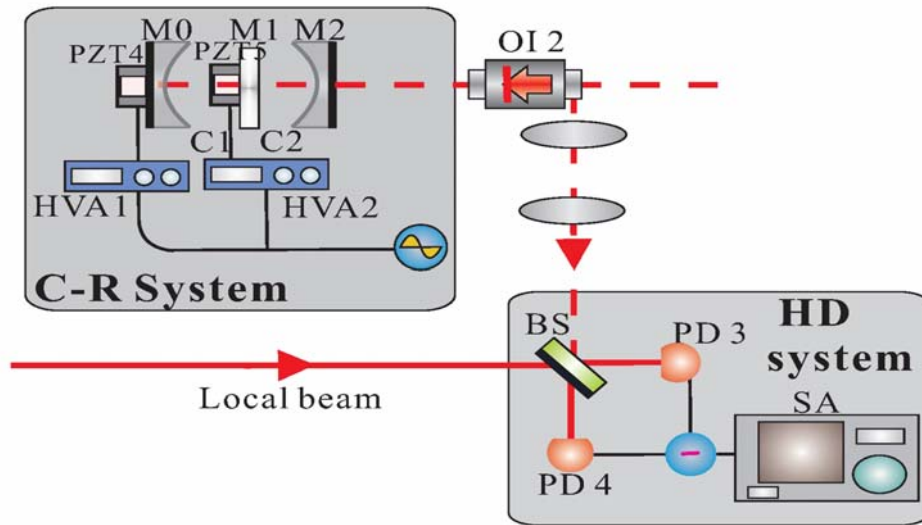 M0
M1
M2
PZT4
PZT5
OI 2
C1
C2
HVA1
HVA2
C-R System
BS
PD 3
HD
system
Local beam
SA
PD 4